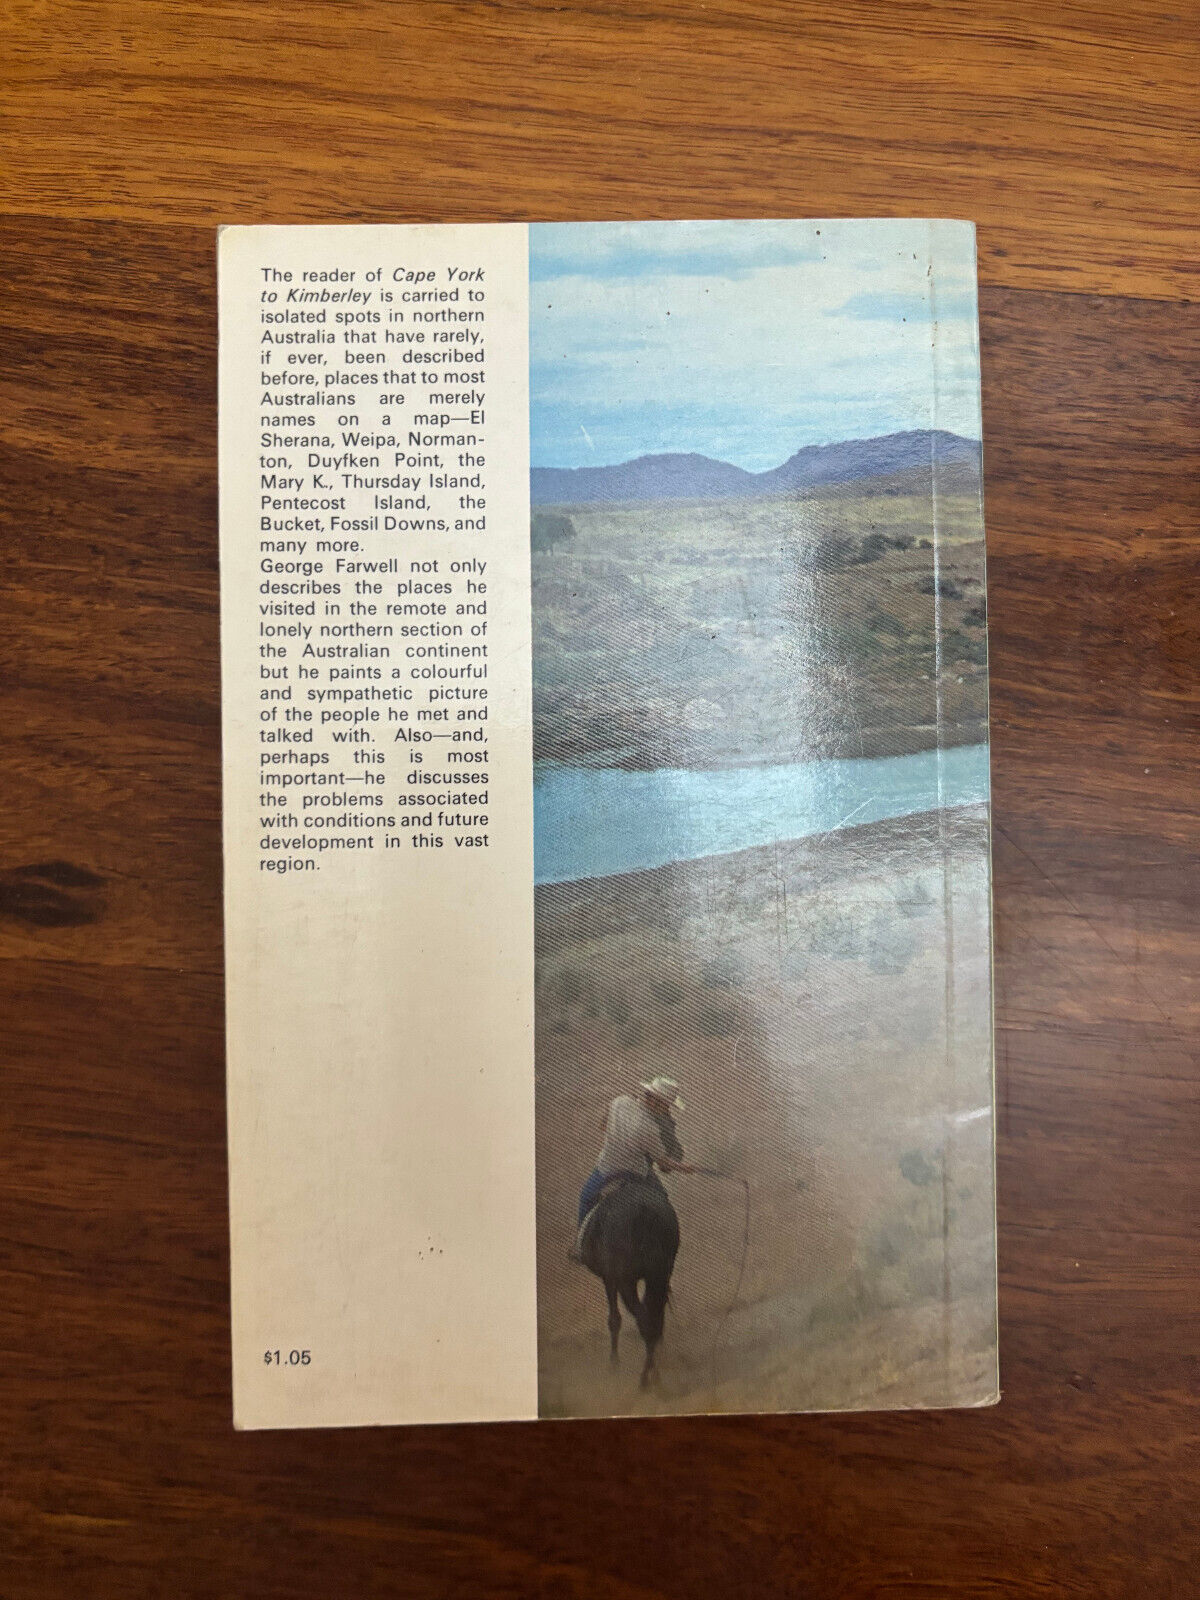 The reader of Cape York
to Kimberley is carried to
isolated spots in northern
Australia that have rarely,
if ever, been described
before, places that to most
Australians are merely
names on a map—El
Sherana, Weipa, Norman-
ton, Duyfken Point, the
Mary K., Thursday Island,
Pentecost Island, the
Bucket, Fossil Downs, and
many more.
George Farwell not only
describes the places he
visited in the remote and
lonely northern section of
the Australian continent
but he paints a colourful
and sympathetic picture
of the people he met and
talked with. Also—and,
perhaps this is most
important—he discusses
the problems associated
with conditions and future
development in this vast
region.
$1.05